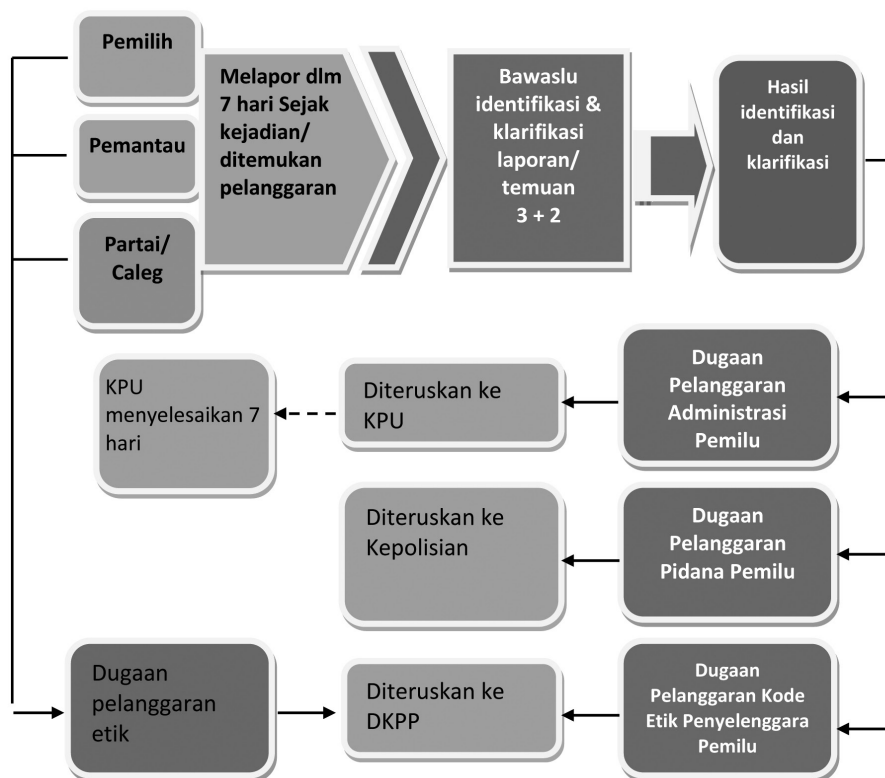 Pemilih
Pemantau
Partai/
Caleg
Melapor dlm
7 hari Sejak
kejadian/
ditemukan
pelanggaran
Bawaslu
identifikasi &
klarifikasi
laporan/
temuan
3 + 2
Hasil
identifikasi
dan
klarifikasi
KPU
menyelesaikan 7
hari
Diteruskan ke
KPU
Dugaan
Pelanggaran
Administrasi
Pemilu
Diteruskan ke
Kepolisian
Dugaan
Pelanggaran
Pidana Pemilu
Dugaan
pelanggaran
etik
Diteruskan ke
DKPP
Dugaan
Pelanggaran Kode
Etik Penyelenggara
Pemilu